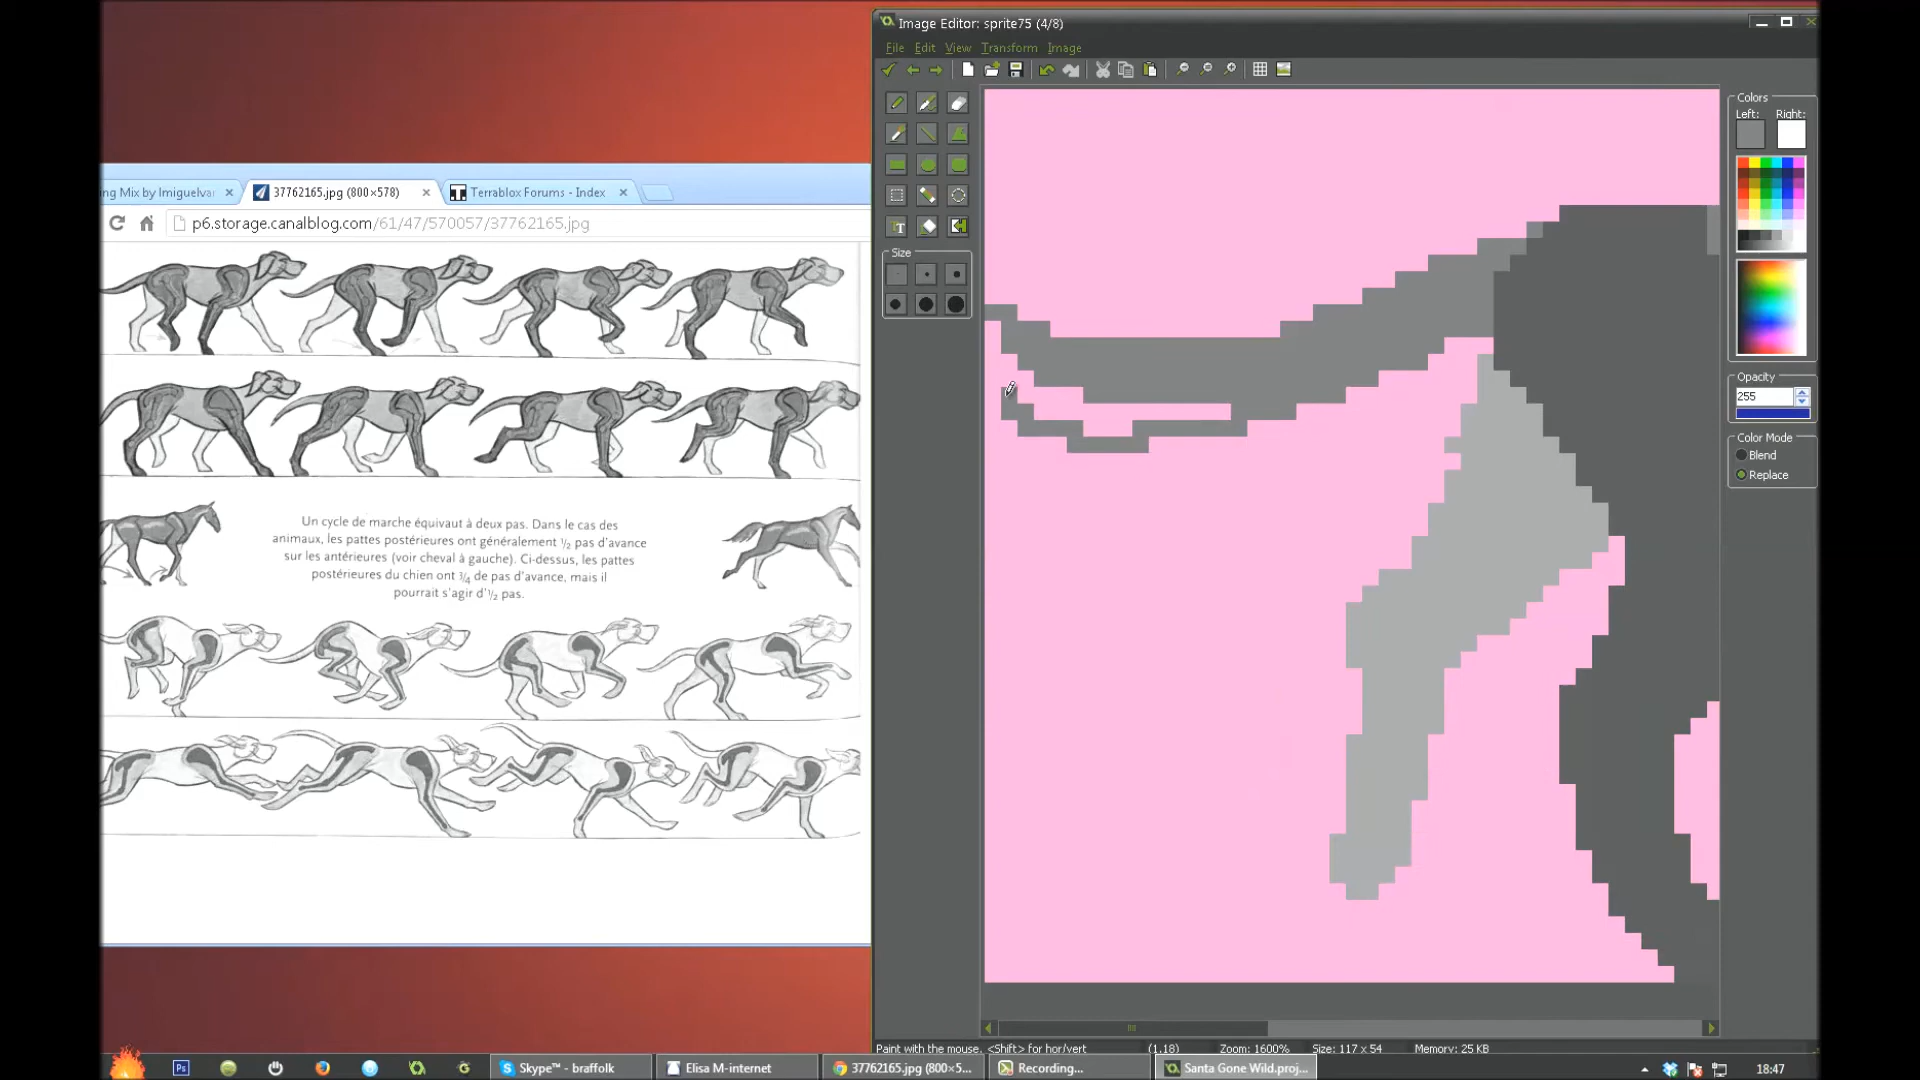 Image Editor: sprite75 (4/8)
File Edit View Transform Image
Colors
Left: Right:
Size
Opacity
255
Color Mode
Blend
Replace
ng Mix by Imiguelva
37762165.jpg (800×578)
Terrablox Forums - Index
p6.storage.canalblog.com/61/47/570057/37762165.jpg
Un cycle de marche équivaut à deux pas. Dans le cas des
animaux, les pattes postérieures ont généralement ½ pas d'avance
sur les antérieures (voir cheval à gauche). Ci-dessus, les pattes
postérieures du chien ont ¾ de pas d'avance, mais il
pourrait s'agir d'½ pas.
Paint with the mouse. <Shift> for hor/vert (1,18) Zoom: 1600% Size: 117 x 54 Memory: 25 KB
Ps
Skype™ - braffolk
Elisa M-internet
37762165.jpg (800×5...
Recording...
Santa Gone Wild.proj...
18:47